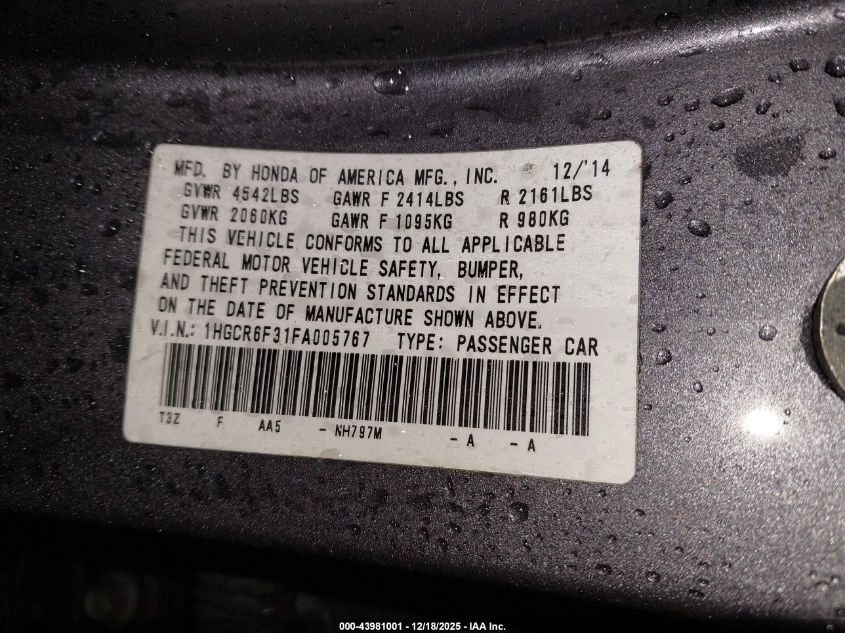 MFD. BY HONDA OF AMERICA MFG., INC. 12/'14
GVWR 4542LBS GAWR F 2414LBS R 2161LBS
GVWR 2060KG GAWR F 1095KG R 980KG
THIS VEHICLE CONFORMS TO ALL APPLICABLE
FEDERAL MOTOR VEHICLE SAFETY, BUMPER,
AND THEFT PREVENTION STANDARDS IN EFFECT
ON THE DATE OF MANUFACTURE SHOWN ABOVE.
V.I.N.: 1HGCR6F31FA005767 TYPE: PASSENGER CAR
T3Z F AA5 - NH797M - A - A
000-43981001 - 12/18/2025 - IAA Inc.